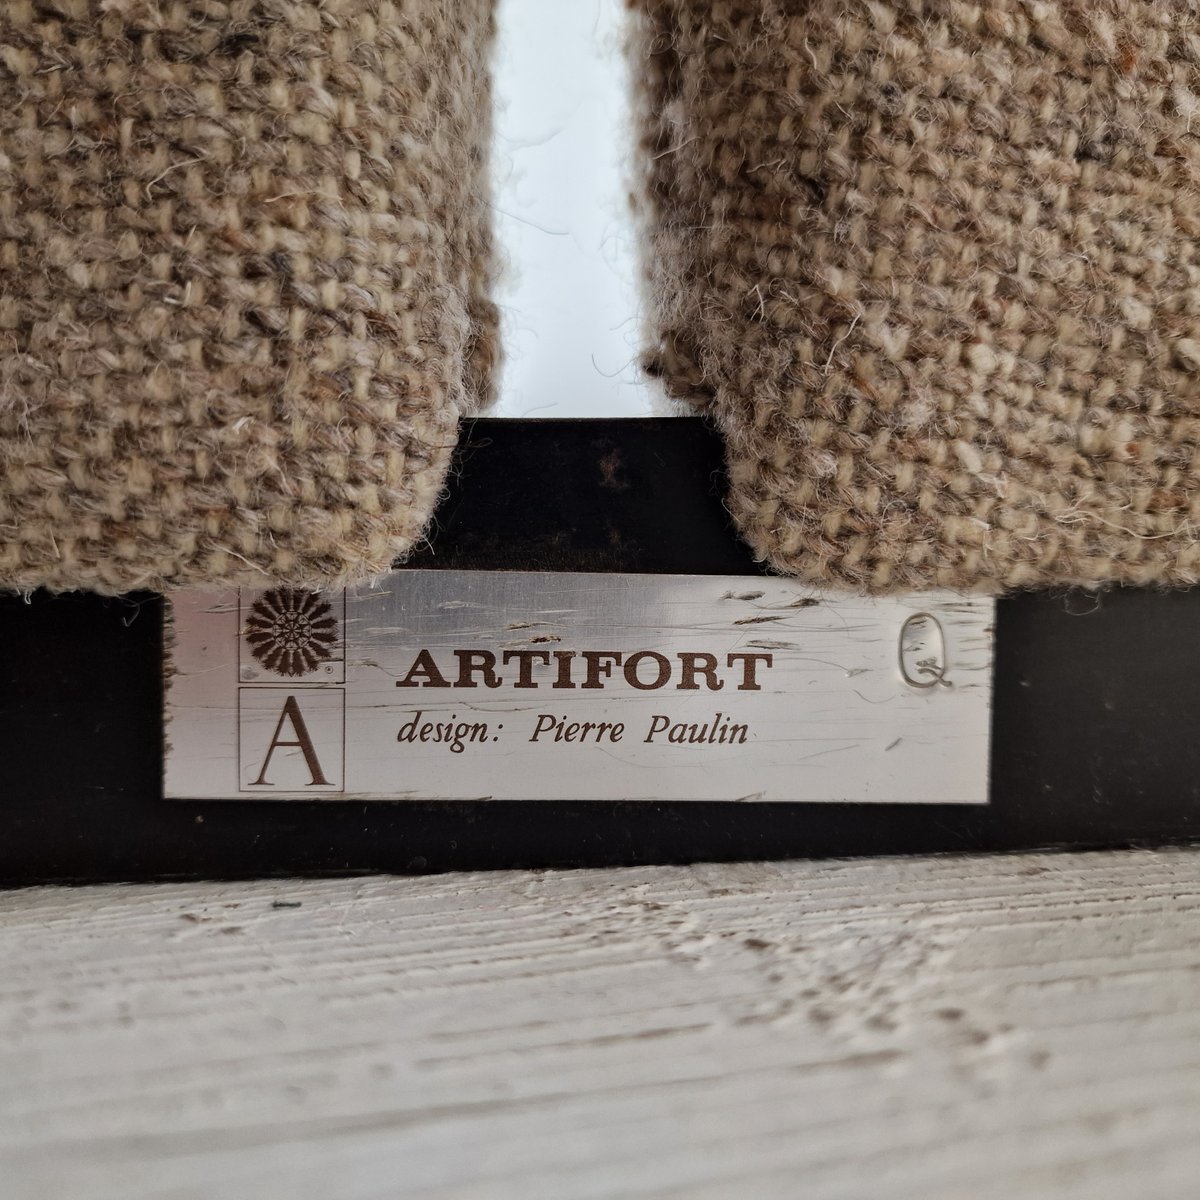 ARTIFORT
Q
design: Pierre Paulin
A